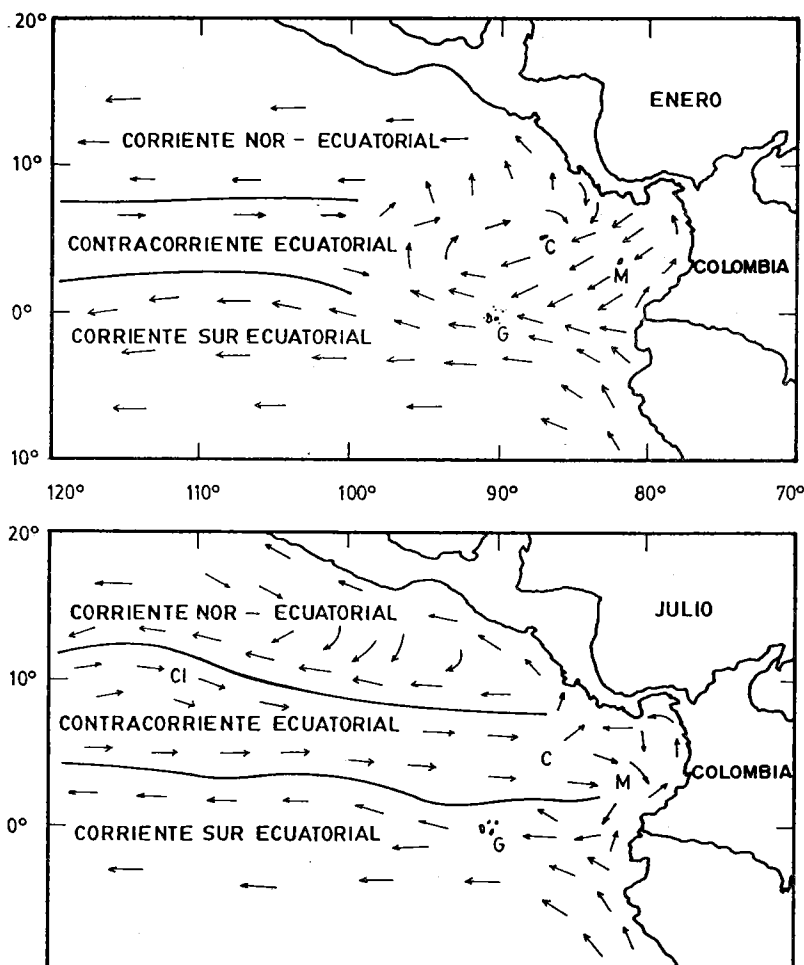 20°
ENERO
CORRIENTE NOR - ECUATORIAL
10°
CONTRACORRIENTE ECUATORIAL
C
M
COLOMBIA
0°
G
CORRIENTE SUR ECUATORIAL
10°
120° 110° 100° 90° 80° 70°
20°
CORRIENTE NOR - ECUATORIAL
JULIO
10°
CI
CONTRACORRIENTE ECUATORIAL
C
M
COLOMBIA
0°
G
CORRIENTE SUR ECUATORIAL